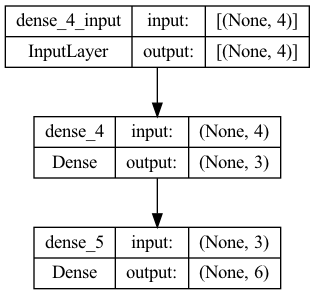 dense_4_input input: [(None, 4)]
InputLayer output: [(None, 4)]
dense_4 input: (None, 4)
Dense output: (None, 3)
dense_5 input: (None, 3)
Dense output: (None, 6)